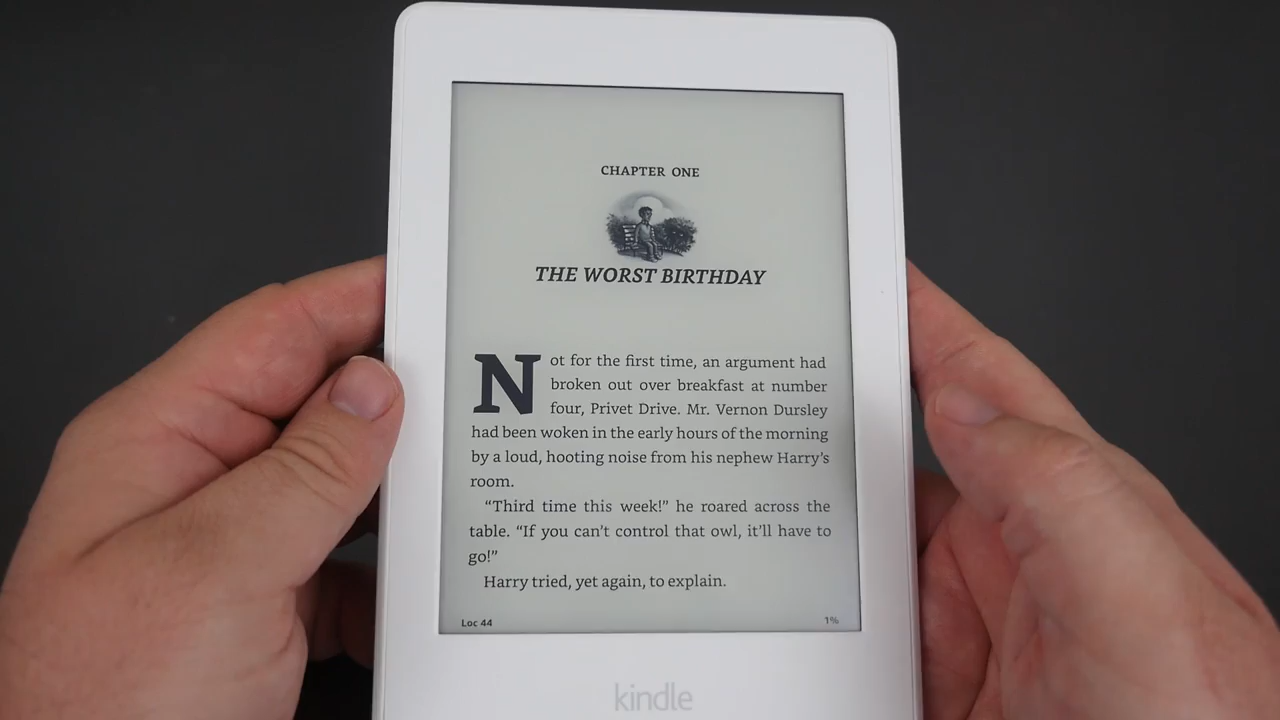 CHAPTER ONE
THE WORST BIRTHDAY
Not for the first time, an argument had
broken out over breakfast at number
four, Privet Drive. Mr. Vernon Dursley
had been woken in the early hours of the morning
by a loud, hooting noise from his nephew Harry’s
room.
“Third time this week!” he roared across the
table. “If you can’t control that owl, it’ll have to
go!”
Harry tried, yet again, to explain.
Loc 44 1%
kindle